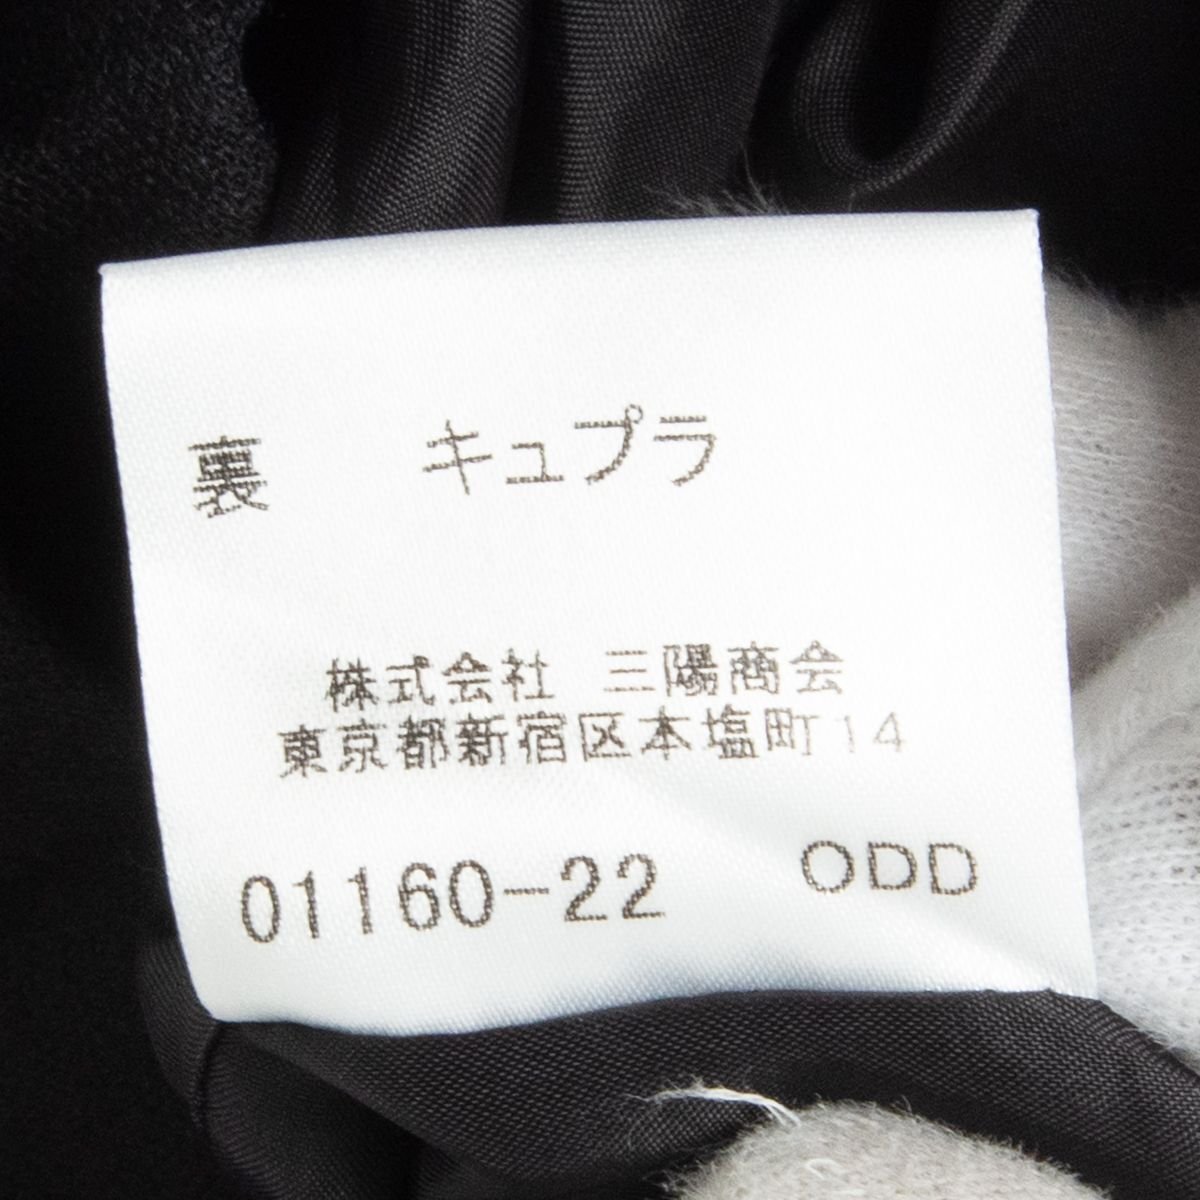 裏 キュプラ
株式会社 三陽商会
東京都新宿区本塩町14
01160-22 ODD